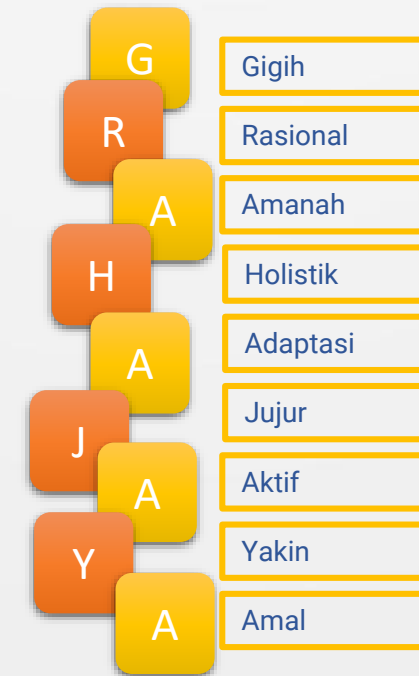 G Gigih
R Rasional
A Amanah
H Holistik
A Adaptasi
J Jujur
A Aktif
Y Yakin
A Amal